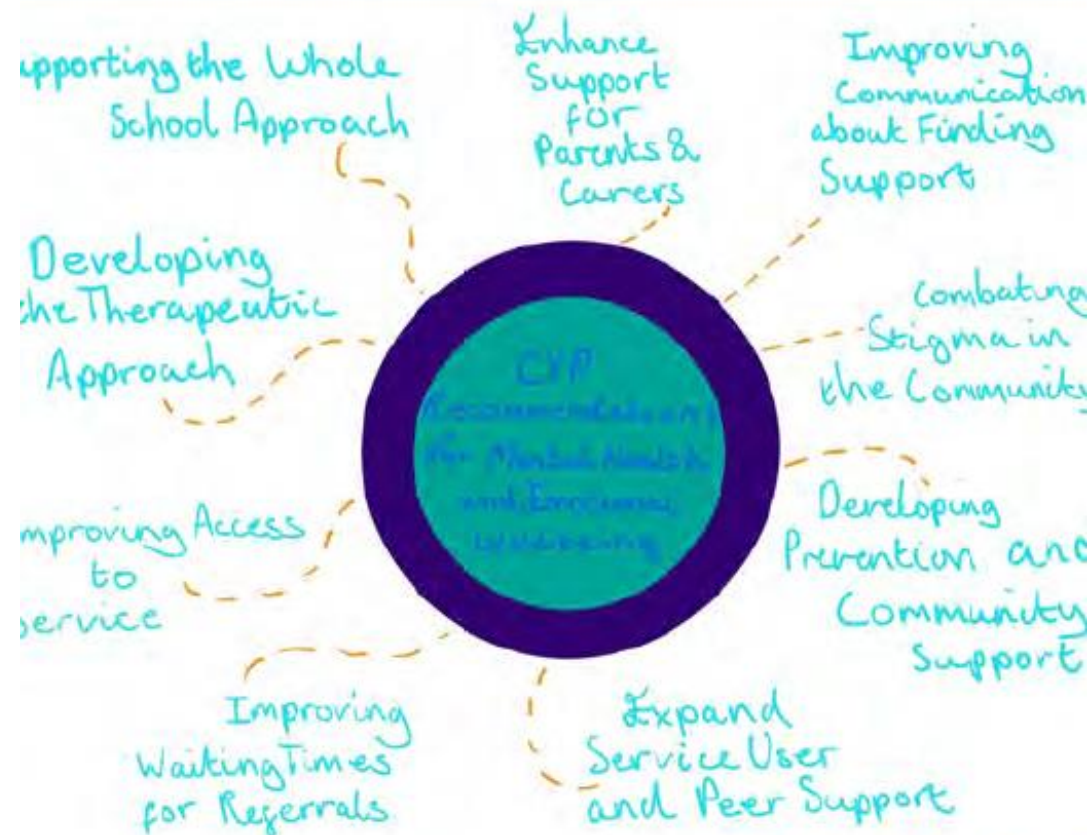 upporting the Whole
School Approach
Enhance
Support
for
Parents &
Carers
Improving
Communication
about Finding
Support
Combating
Stigma in
the Community
Developing
Prevention and
Community
Support
Expand
Service User
and Peer Support
Improving
Waiting Times
for Referrals
mproving Access
to
service
Developing
the Therapeutic
Approach
CYP
Recommendations
for Mental Health
and Emotional
Wellbeing